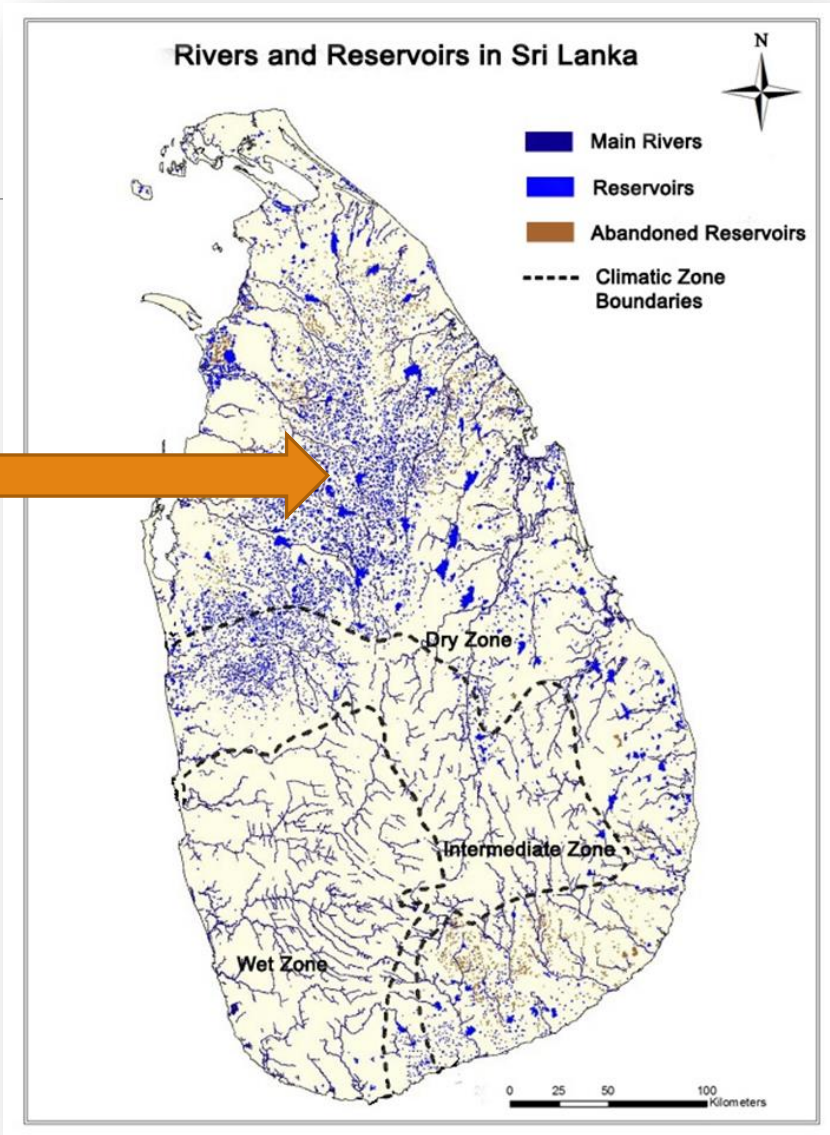 Rivers and Reservoirs in Sri Lanka
N
Main Rivers
Reservoirs
Abandoned Reservoirs
Climatic Zone
Boundaries
Dry Zone
Intermediate Zone
Wet Zone
0 25 50 100
Kilometers